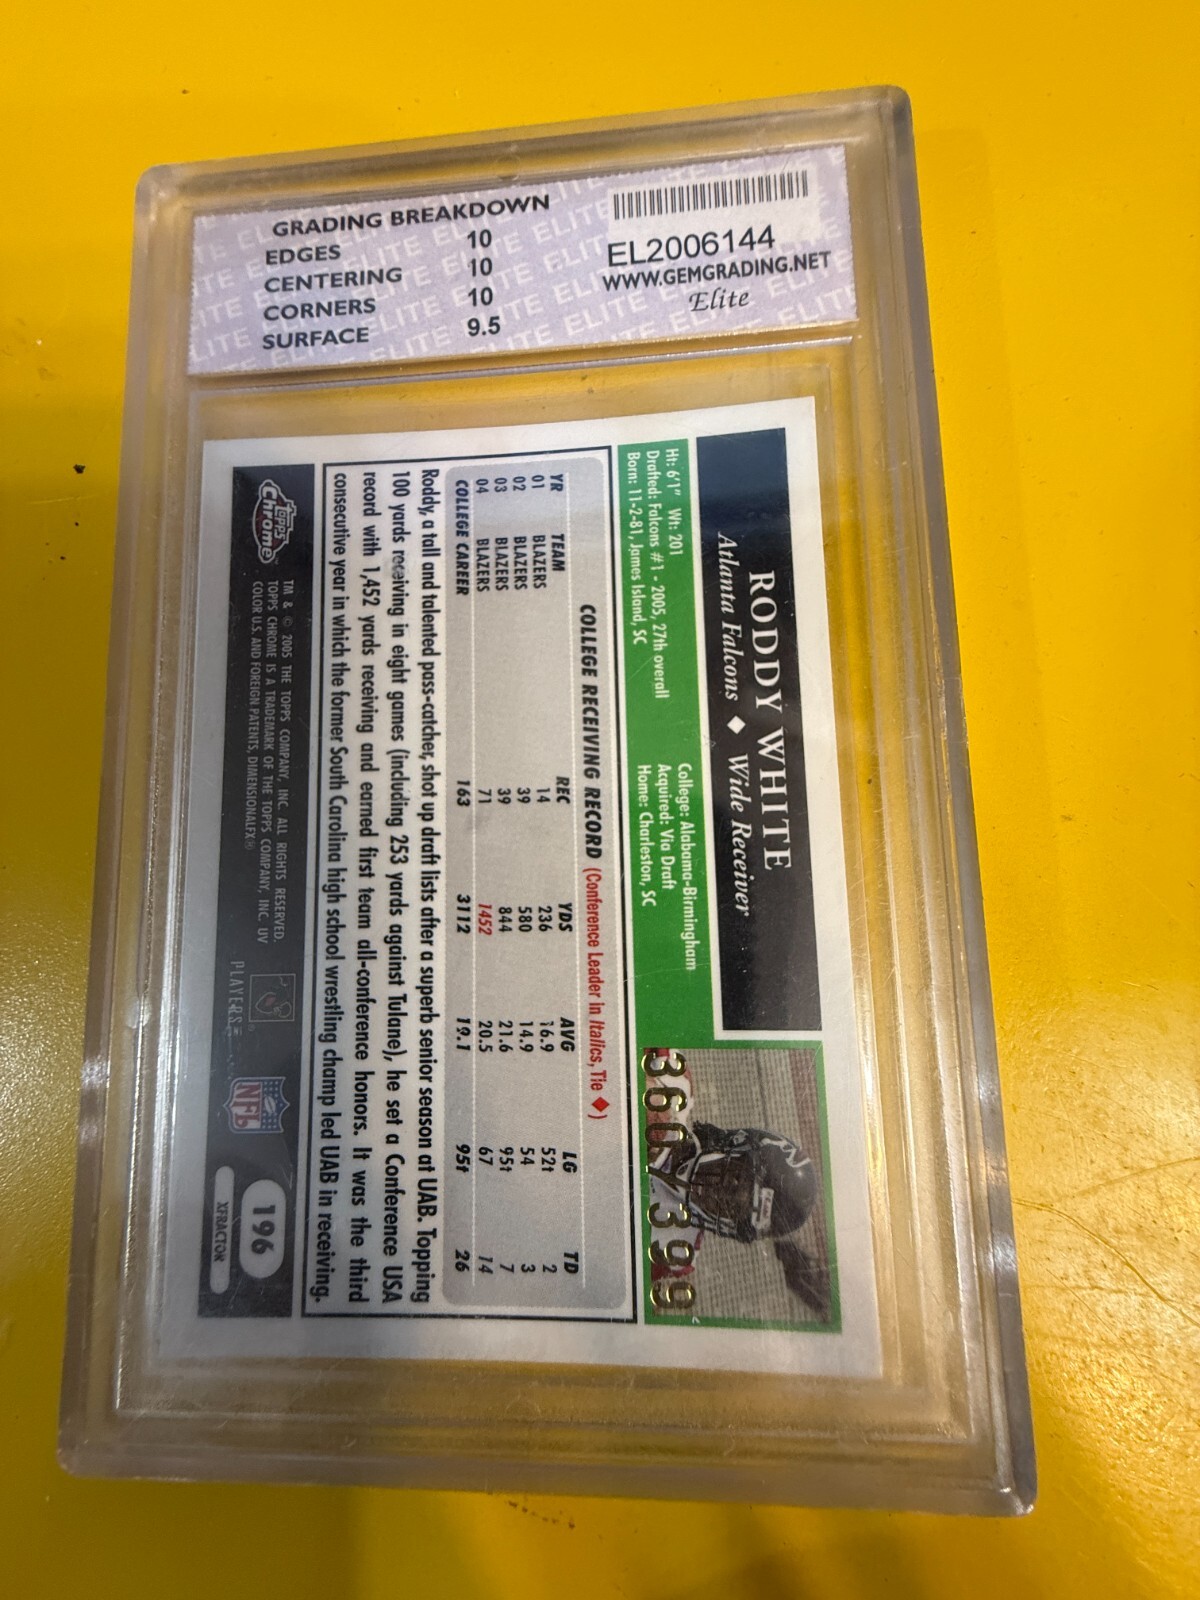 GRADING BREAKDOWN
EDGES 10
CENTERING 10
CORNERS 10
SURFACE 9.5
EL2006144
WWW.GEMGRADING.NET
Elite
RODDY WHITE
Atlanta Falcons ◆ Wide Receiver
Ht: 6'1" Wt: 201 College: Alabama-Birmingham
Drafted: Falcons #1 - 2005, 27th overall Acquired: Via Draft
Born: 11-2-81, James Island, SC Home: Charleston, SC
360/399
COLLEGE RECEIVING RECORD (Conference Leader in Italics, Tie ◆)
YR TEAM REC YDS AVG LG TD
01 BLAZERS 14 236 16.9 52t 2
02 BLAZERS 39 580 14.9 54 3
03 BLAZERS 39 844 21.6 95t 7
04 BLAZERS 71 1452 20.5 67 14
COLLEGE CAREER 163 3112 19.1 95t 26
Roddy, a tall and talented pass-catcher, shot up draft lists after a superb senior season at UAB. Topping
100 yards receiving in eight games (including 253 yards against Tulane), he set a Conference USA
record with 1,452 yards receiving and earned first team all-conference honors. It was the third
consecutive year in which the former South Carolina high school wrestling champ led UAB in receiving.
TOPPS Chrome
TM & © 2005 THE TOPPS COMPANY, INC. ALL RIGHTS RESERVED.
TOPPS CHROME IS A TRADEMARK OF THE TOPPS COMPANY, INC. UV
COLOR U.S. AND FOREIGN PATENTS, DIMENSIONALFX®
PLAYERS
NFL
196
XFRACTOR